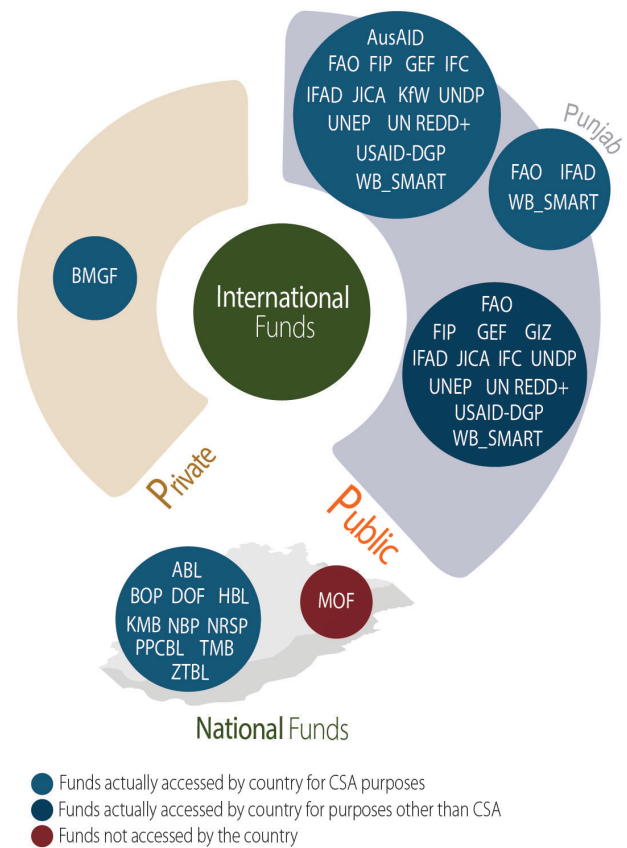 AusAID
FAO FIP GEF IFC
IFAD JICA KfW UNDP
UNEP UN REDD+
USAID-DGP
WB_SMART
Punjab
FAO IFAD
WB_SMART
BMGF
International
Funds
FAO
FIP GEF GIZ
IFAD JICA IFC UNDP
UNEP UN REDD+
USAID-DGP
WB_SMART
Private
Public
ABL
BOP DOF HBL
KMB NBP NRSP
PPCBL TMB
ZTBL
MOF
National Funds
Funds actually accessed by country for CSA purposes
Funds actually accessed by country for purposes other than CSA
Funds not accessed by the country